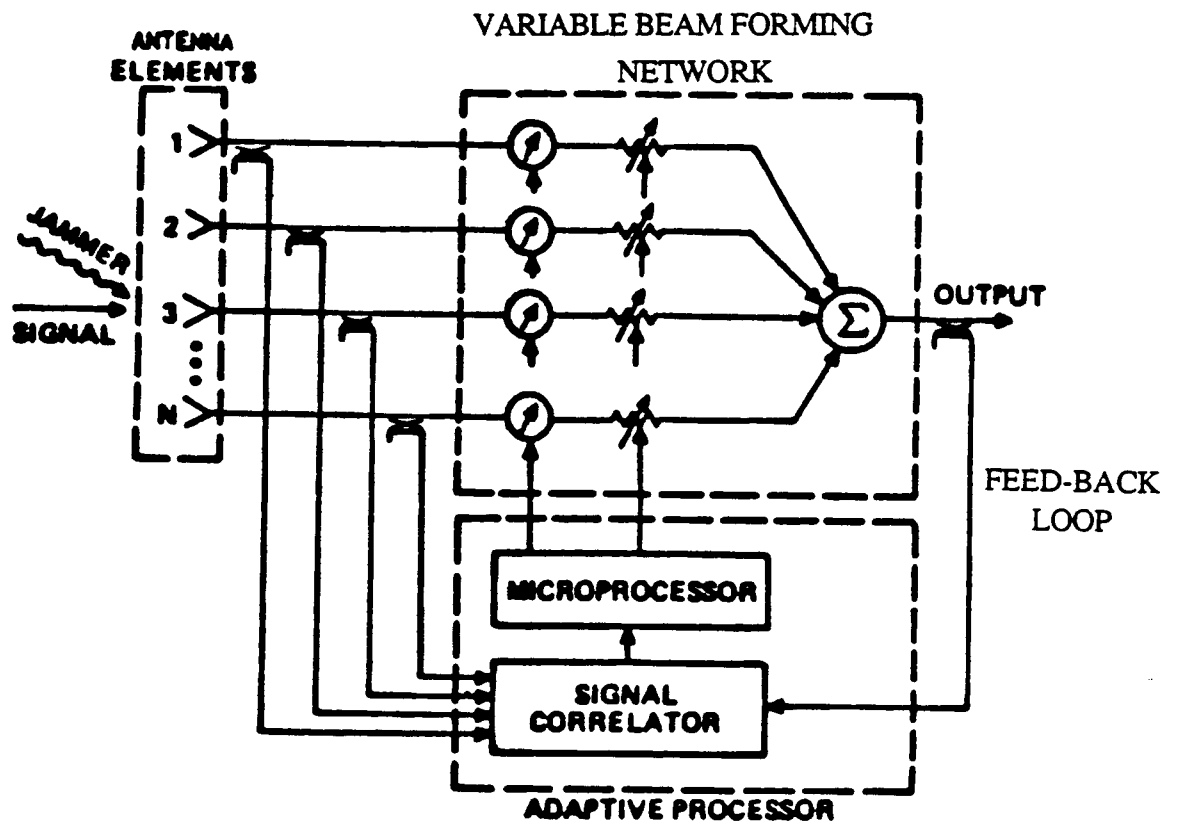 VARIABLE BEAM FORMING
NETWORK
ANTENNA
ELEMENTS
1
2
3
N
JAMMER
SIGNAL
Σ
OUTPUT
FEED-BACK
LOOP
MICROPROCESSOR
SIGNAL
CORRELATOR
ADAPTIVE PROCESSOR